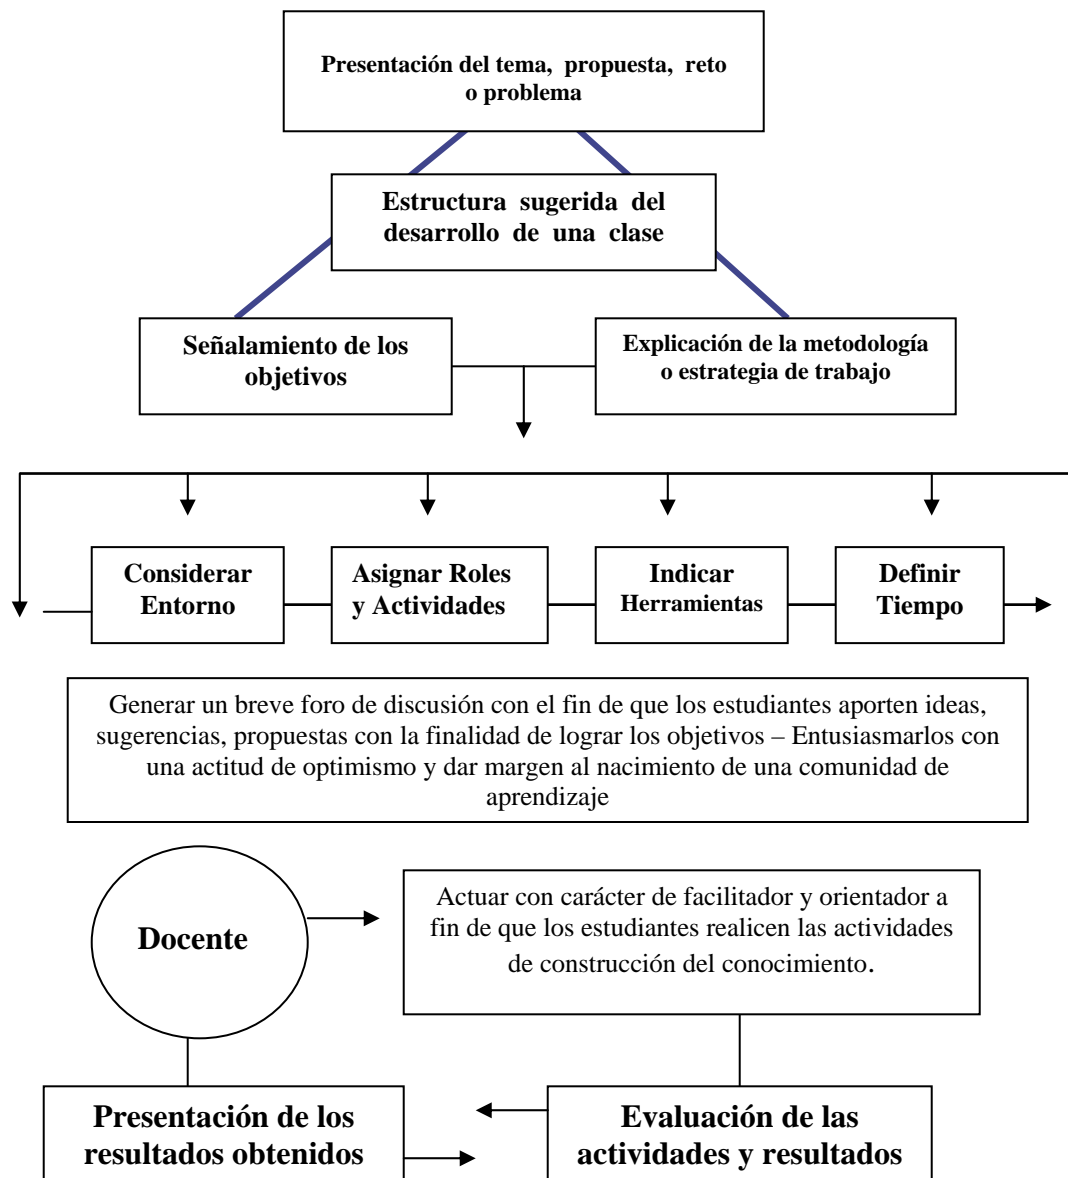 Presentación del tema, propuesta, reto
o problema
Estructura sugerida del
desarrollo de una clase
Señalamiento de los
objetivos
Explicación de la metodología
o estrategia de trabajo
Considerar
Entorno
Asignar Roles
y Actividades
Indicar
Herramientas
Definir
Tiempo
Generar un breve foro de discusión con el fin de que los estudiantes aporten ideas,
sugerencias, propuestas con la finalidad de lograr los objetivos – Entusiasmarlos con
una actitud de optimismo y dar margen al nacimiento de una comunidad de
aprendizaje
Docente
Actuar con carácter de facilitador y orientador a
fin de que los estudiantes realicen las actividades
de construcción del conocimiento.
Presentación de los
resultados obtenidos
Evaluación de las
actividades y resultados